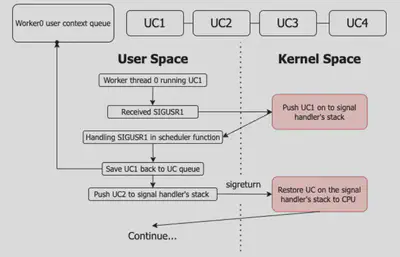 Worker0 user context queue
UC1
UC2
UC3
UC4
User Space
Kernel Space
Worker thread 0 running UC1
Received SIGUSR1
Push UC1 on to signal
handler's stack
Handling SIGUSR1 in scheduler function
Save UC1 back to UC queue
Push UC2 to signal handler's stack
sigreturn
Restore UC on the signal
handler's stack to CPU
Continue...